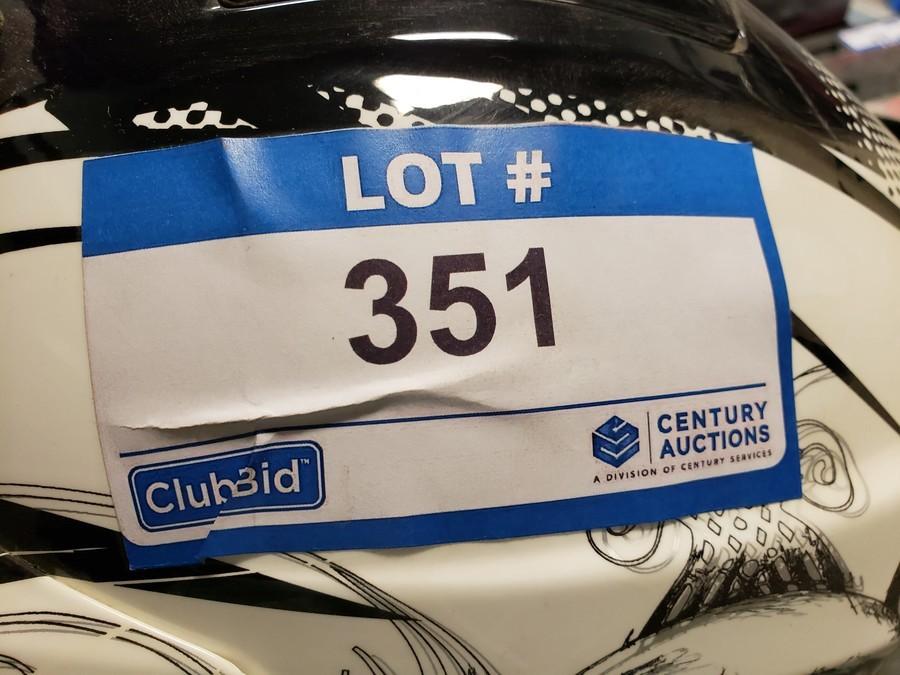 LOT #
351
ClubBid™
CENTURY
AUCTIONS
A DIVISION OF CENTURY SERVICES